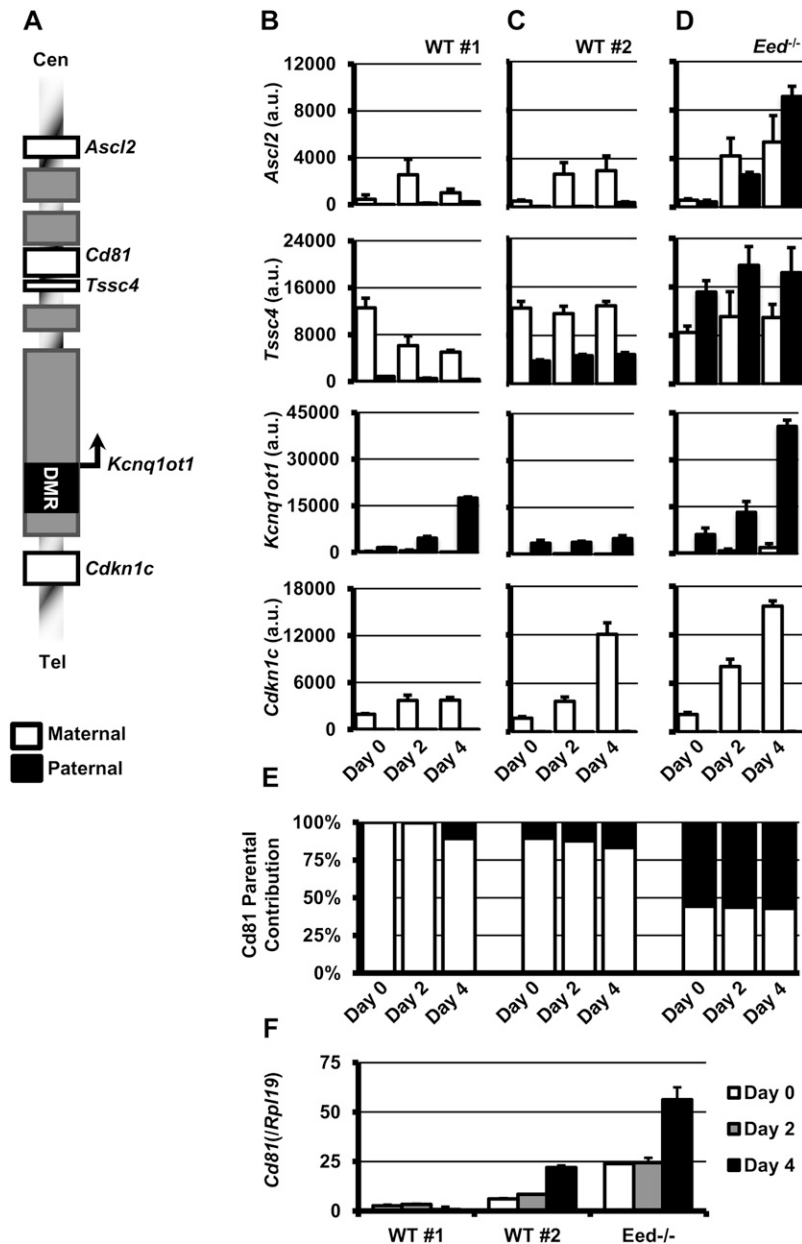 A
Cen
Ascl2
Cd81
Tssc4
Kcnq1ot1
DMR
Cdkn1c
Tel
Maternal
Paternal
B
WT #1
C
WT #2
D
Eed-/-
Ascl2 (a.u.)
12000
8000
4000
0
Tssc4 (a.u.)
24000
16000
8000
0
Kcnq1ot1 (a.u.)
45000
30000
15000
0
Cdkn1c (a.u.)
18000
12000
6000
0
Day 0
Day 2
Day 4
Day 0
Day 2
Day 4
Day 0
Day 2
Day 4
E
Cd81 Parental
Contribution
100%
75%
50%
25%
0%
Day 0
Day 2
Day 4
Day 0
Day 2
Day 4
Day 0
Day 2
Day 4
F
Cd81(/Rpl19)
75
50
25
0
WT #1
WT #2
Eed-/-
Day 0
Day 2
Day 4